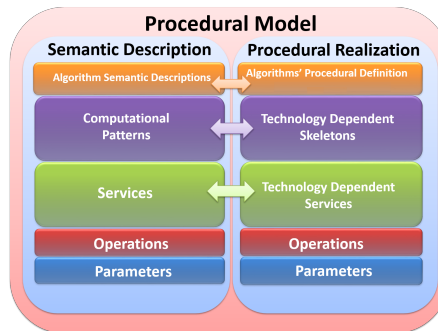 Procedural Model
Semantic Description
Algorithm Semantic Descriptions
Computational
Patterns
Services
Operations
Parameters
Procedural Realization
Algorithms' Procedural Definition
Technology Dependent
Skeletons
Technology Dependent
Services
Operations
Parameters